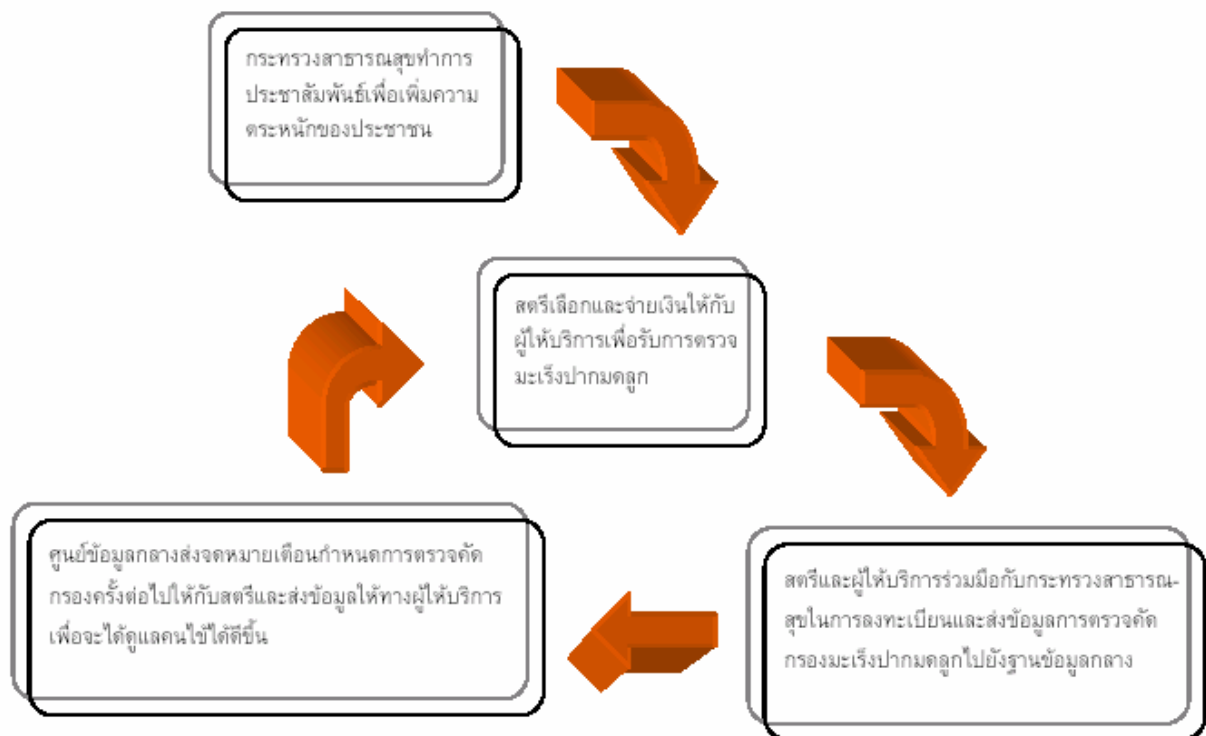 กระทรวงสาธารณสุขทำการ
ประชาสัมพันธ์เพื่อเพิ่มความ
ตระหนักของประชาชน
สตรีเลือกและจ่ายเงินให้กับ
ผู้ให้บริการเพื่อรับการตรวจ
มะเร็งปากมดลูก
สตรีและผู้ให้บริการร่วมมือกับกระทรวงสาธารณ-
สุขในการลงทะเบียนและส่งข้อมูลการตรวจคัด
กรองมะเร็งปากมดลูกไปยังฐานข้อมูลกลาง
ศูนย์ข้อมูลกลางส่งจดหมายเตือนกำหนดการตรวจคัด
กรองครั้งต่อไปให้กับสตรีและส่งข้อมูลให้ทางผู้ให้บริการ
เพื่อจะได้ดูแลคนไข้ได้ดีขึ้น